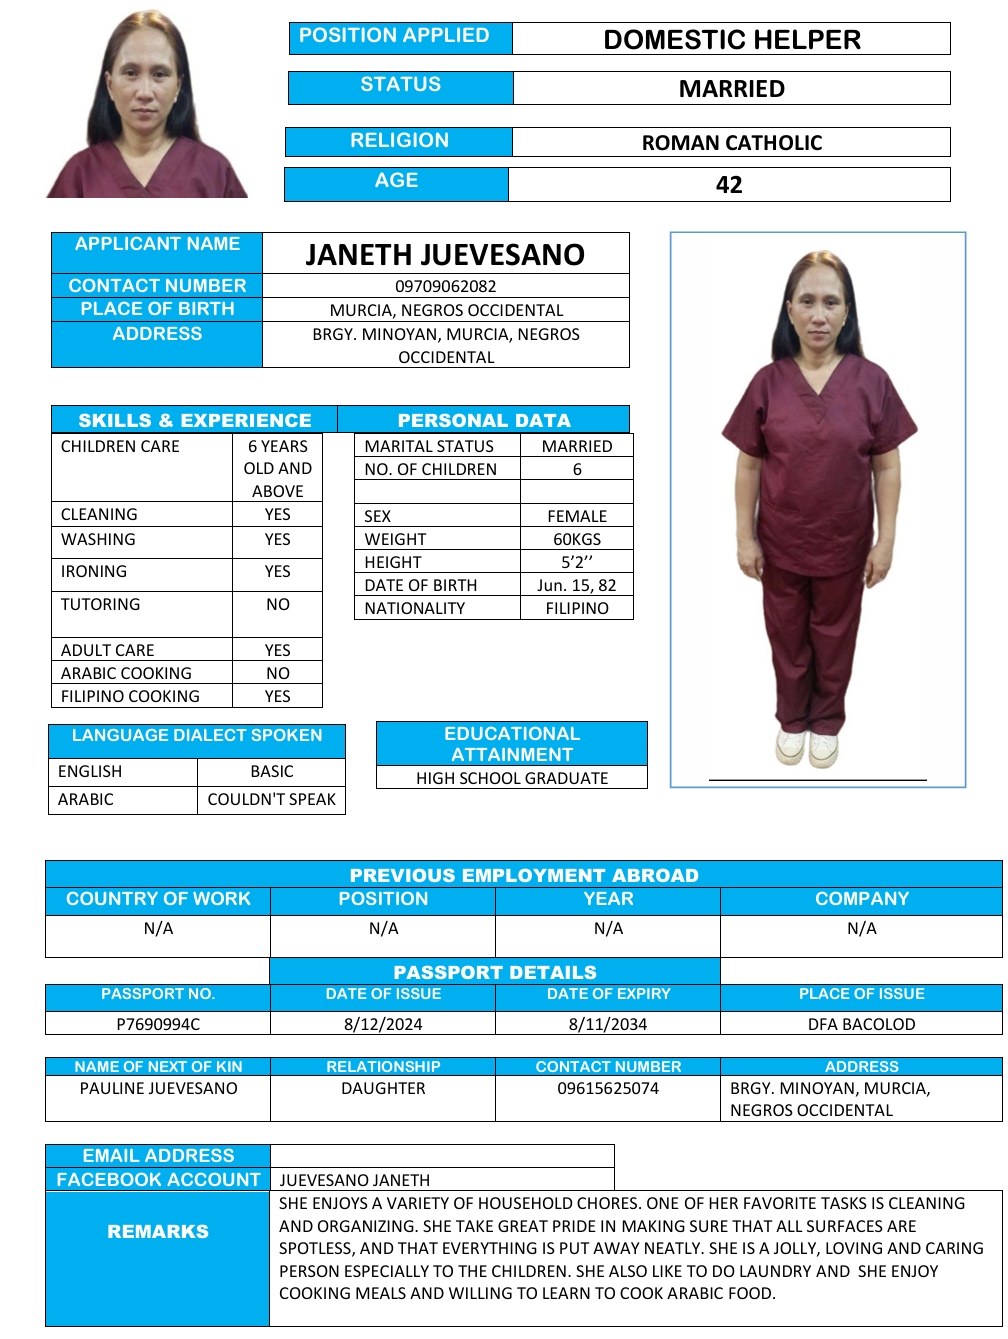 POSITION APPLIED DOMESTIC HELPER
STATUS MARRIED
RELIGION ROMAN CATHOLIC
AGE 42
APPLICANT NAME JANETH JUEVESANO
CONTACT NUMBER 09709062082
PLACE OF BIRTH MURCIA, NEGROS OCCIDENTAL
ADDRESS BRGY. MINOYAN, MURCIA, NEGROS
OCCIDENTAL
SKILLS & EXPERIENCE
CHILDREN CARE 6 YEARS
OLD AND
ABOVE
CLEANING YES
WASHING YES
IRONING YES
TUTORING NO
ADULT CARE YES
ARABIC COOKING NO
FILIPINO COOKING YES
PERSONAL DATA
MARITAL STATUS MARRIED
NO. OF CHILDREN 6
SEX FEMALE
WEIGHT 60KGS
HEIGHT 5’2’’
DATE OF BIRTH Jun. 15, 82
NATIONALITY FILIPINO
LANGUAGE DIALECT SPOKEN
ENGLISH BASIC
ARABIC COULDN'T SPEAK
EDUCATIONAL
ATTAINMENT
HIGH SCHOOL GRADUATE
PREVIOUS EMPLOYMENT ABROAD
COUNTRY OF WORK POSITION YEAR COMPANY
N/A N/A N/A N/A
PASSPORT DETAILS
PASSPORT NO. DATE OF ISSUE DATE OF EXPIRY PLACE OF ISSUE
P7690994C 8/12/2024 8/11/2034 DFA BACOLOD
NAME OF NEXT OF KIN RELATIONSHIP CONTACT NUMBER ADDRESS
PAULINE JUEVESANO DAUGHTER 09615625074 BRGY. MINOYAN, MURCIA,
NEGROS OCCIDENTAL
EMAIL ADDRESS
FACEBOOK ACCOUNT JUEVESANO JANETH
REMARKS
SHE ENJOYS A VARIETY OF HOUSEHOLD CHORES. ONE OF HER FAVORITE TASKS IS CLEANING
AND ORGANIZING. SHE TAKE GREAT PRIDE IN MAKING SURE THAT ALL SURFACES ARE
SPOTLESS, AND THAT EVERYTHING IS PUT AWAY NEATLY. SHE IS A JOLLY, LOVING AND CARING
PERSON ESPECIALLY TO THE CHILDREN. SHE ALSO LIKE TO DO LAUNDRY AND  SHE ENJOY
COOKING MEALS AND WILLING TO LEARN TO COOK ARABIC FOOD.